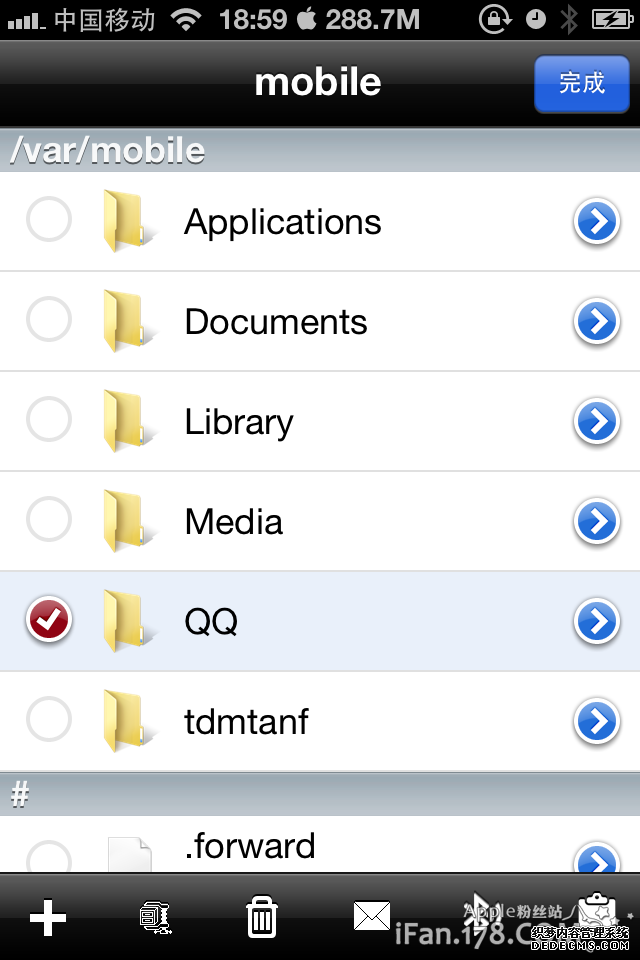 中国移动 18:59 288.7M
mobile
完成
/var/mobile
Applications
Documents
Library
Media
QQ
tdmtanf
#
.forward
Apple粉丝站
iFan.178.C
织梦内容管理系统
DEDECMS.COM